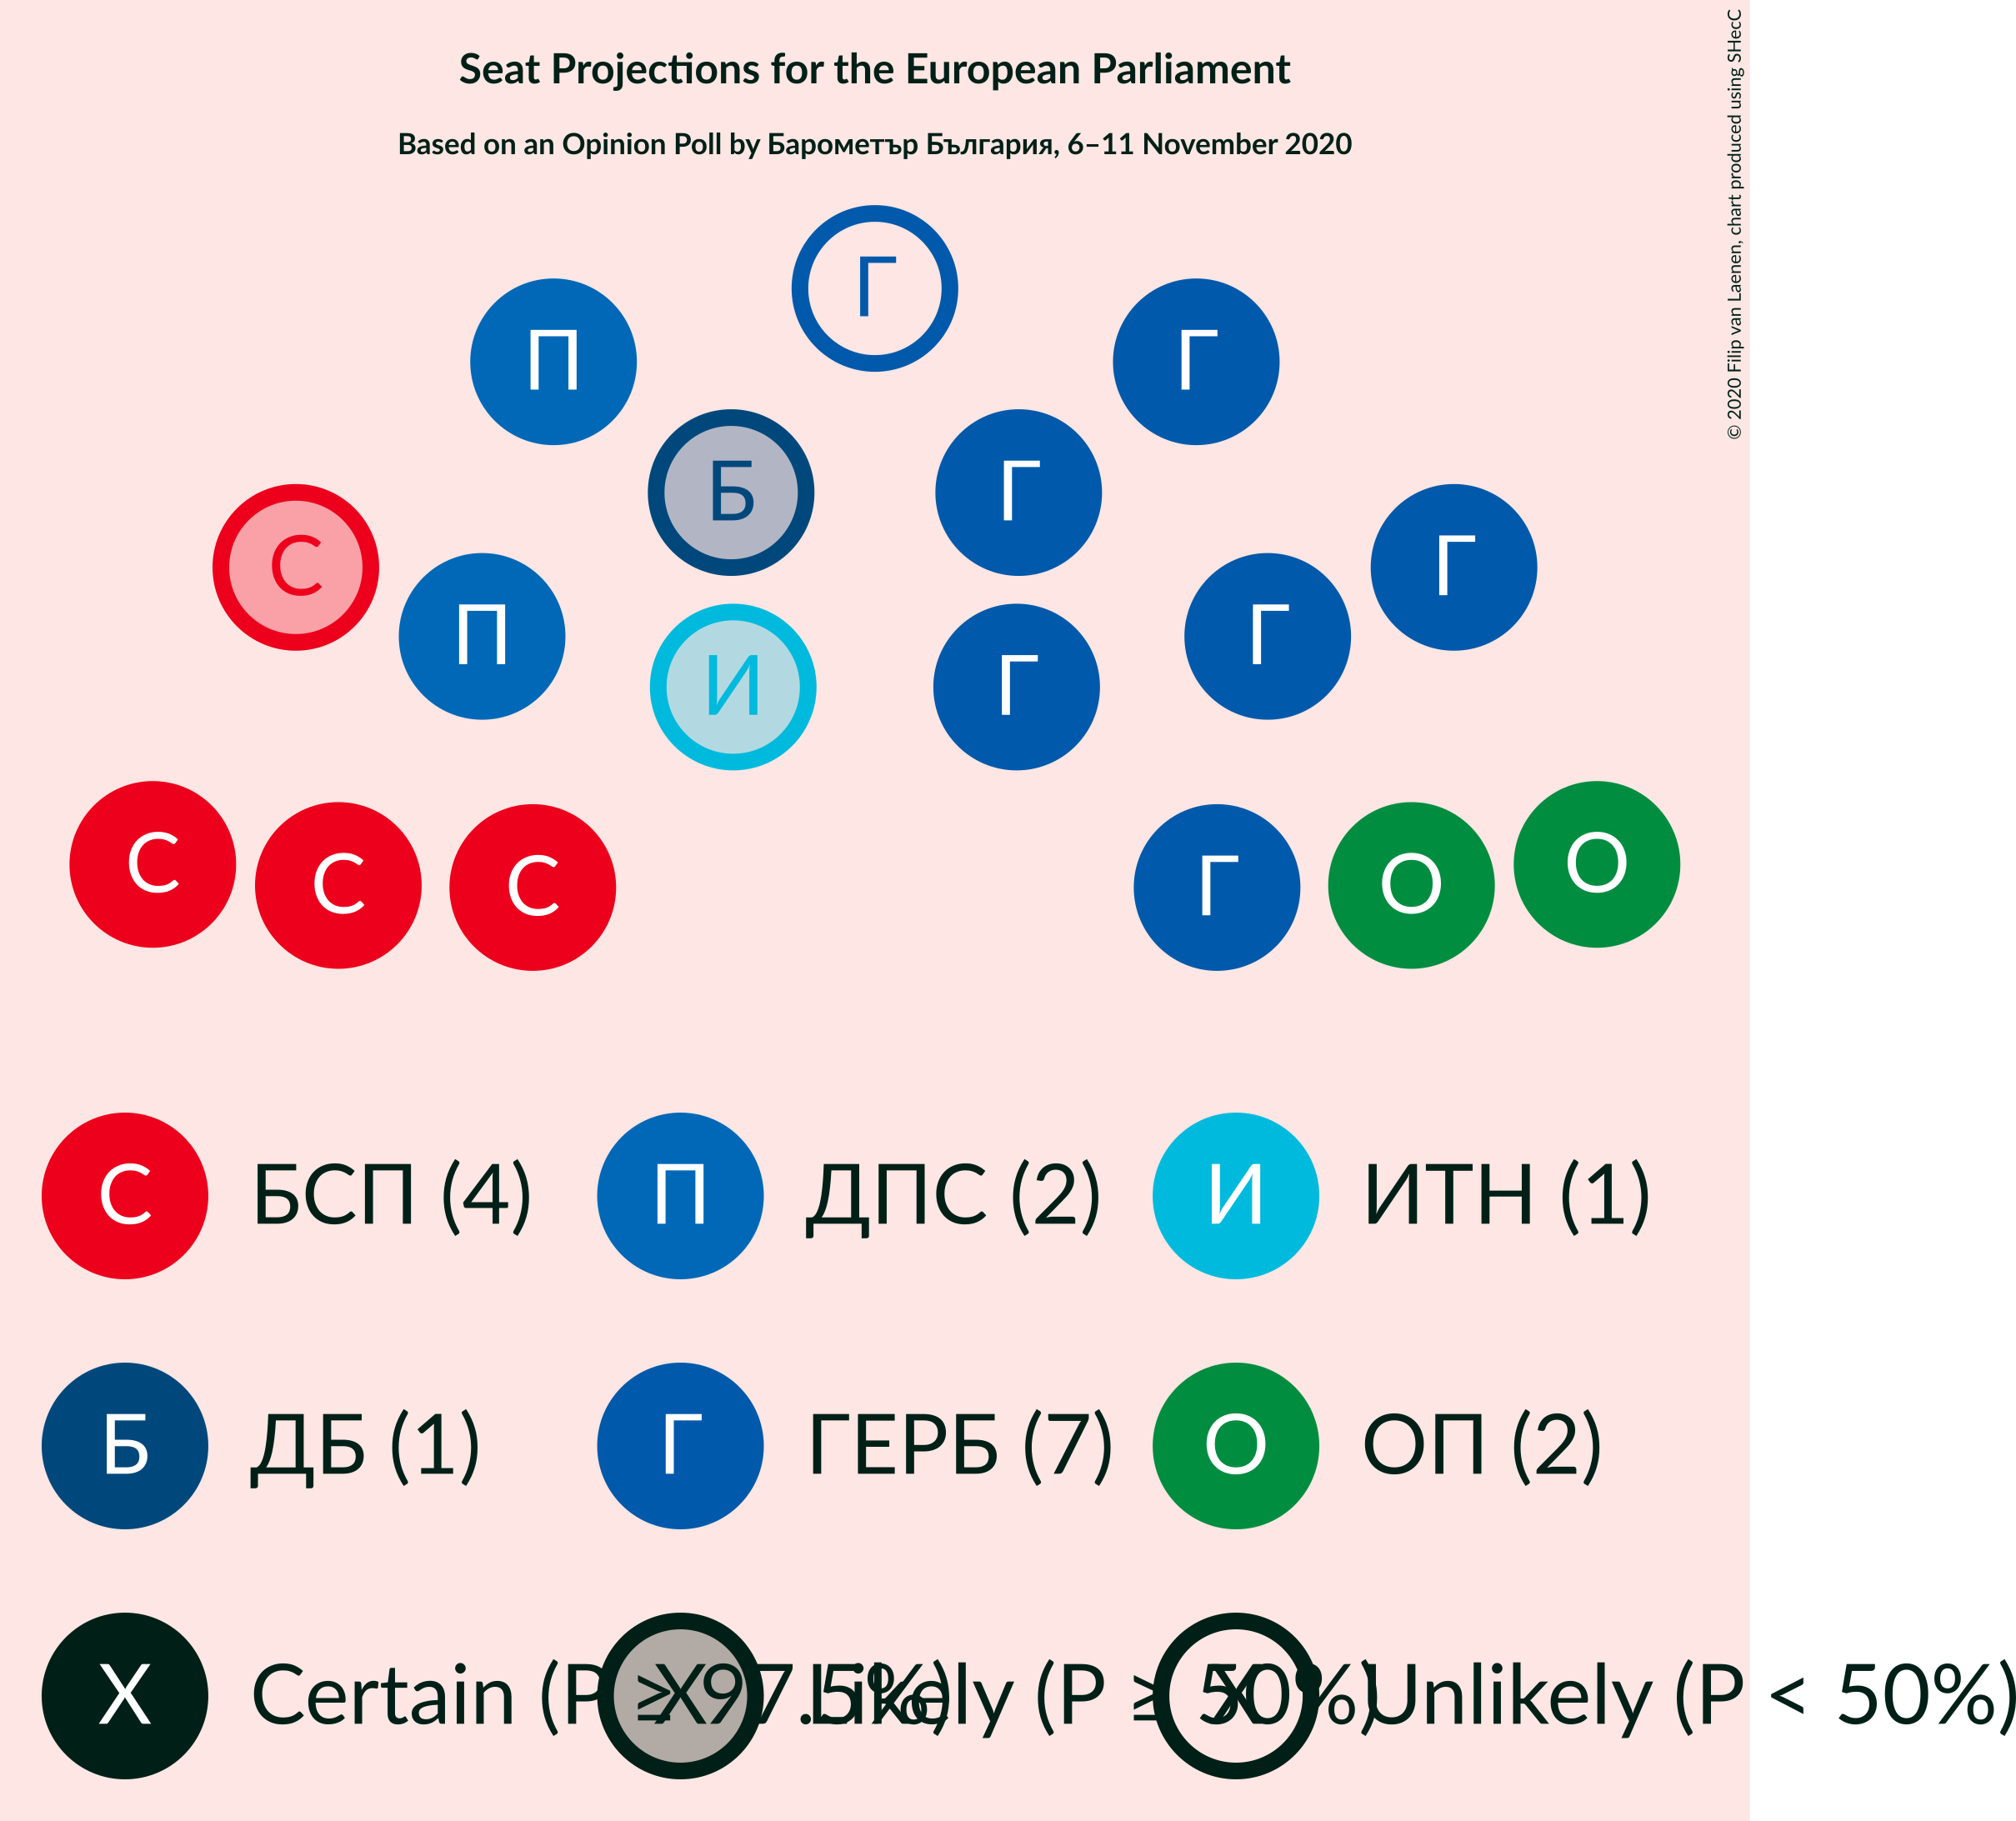 Seat Projections for the European Parliament
Based on an Opinion Poll by Барометър България, 6–11 November 2020
© 2020 Filip van Laenen, chart produced using SHecC
Г
П Г
Б Г
С Г
П Г
И Г
С О
С О
С Г
С БСП (4) П ДПС (2) И ИТН (1)
Б ДБ (1) Г ГЕРБ (7) О ОП (2)
X Certain (P ≥ 97.5%) X Likely (P ≥ 50%) X Unlikely (P < 50%)